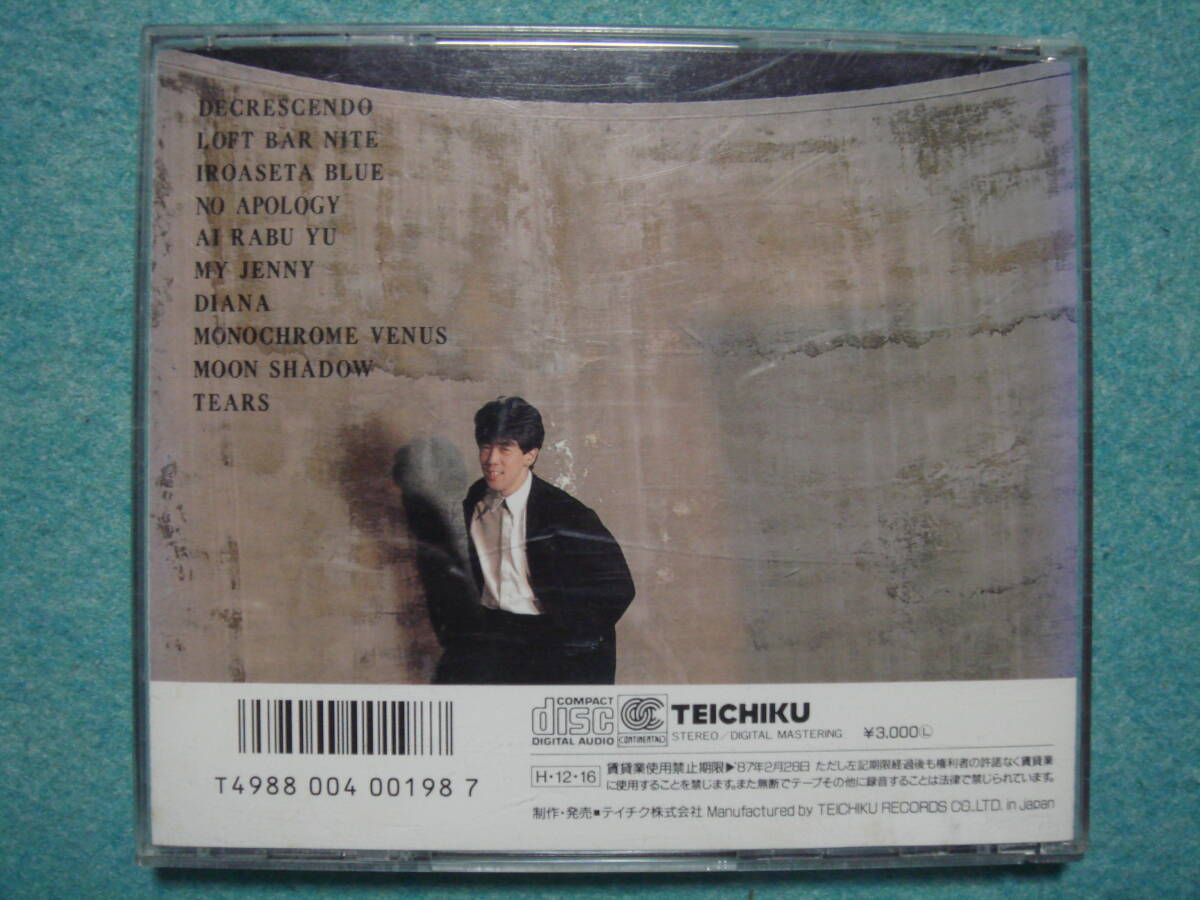 DECRESCENDO
LOFT BAR NITE
IROASETA BLUE
NO APOLOGY
AI RABU YU
MY JENNY
DIANA
MONOCHROME VENUS
MOON SHADOW
TEARS
T4988 004 00198 7
COMPACT
disc
DIGITAL AUDIO
CONTINENTAL
TEICHIKU
STEREO/DIGITAL MASTERING ¥3,000Ⓛ
H・12・16
賃貸業使用禁止期限▶'87年2月28日 ただし左記期限経過後も権利者の許諾なく賃貸業
に使用することを禁じます。また無断でテープその他に録音することは法律で禁じられています。
制作・発売■テイチク株式会社 Manufactured by TEICHIKU RECORDS CO.,LTD. in Japan